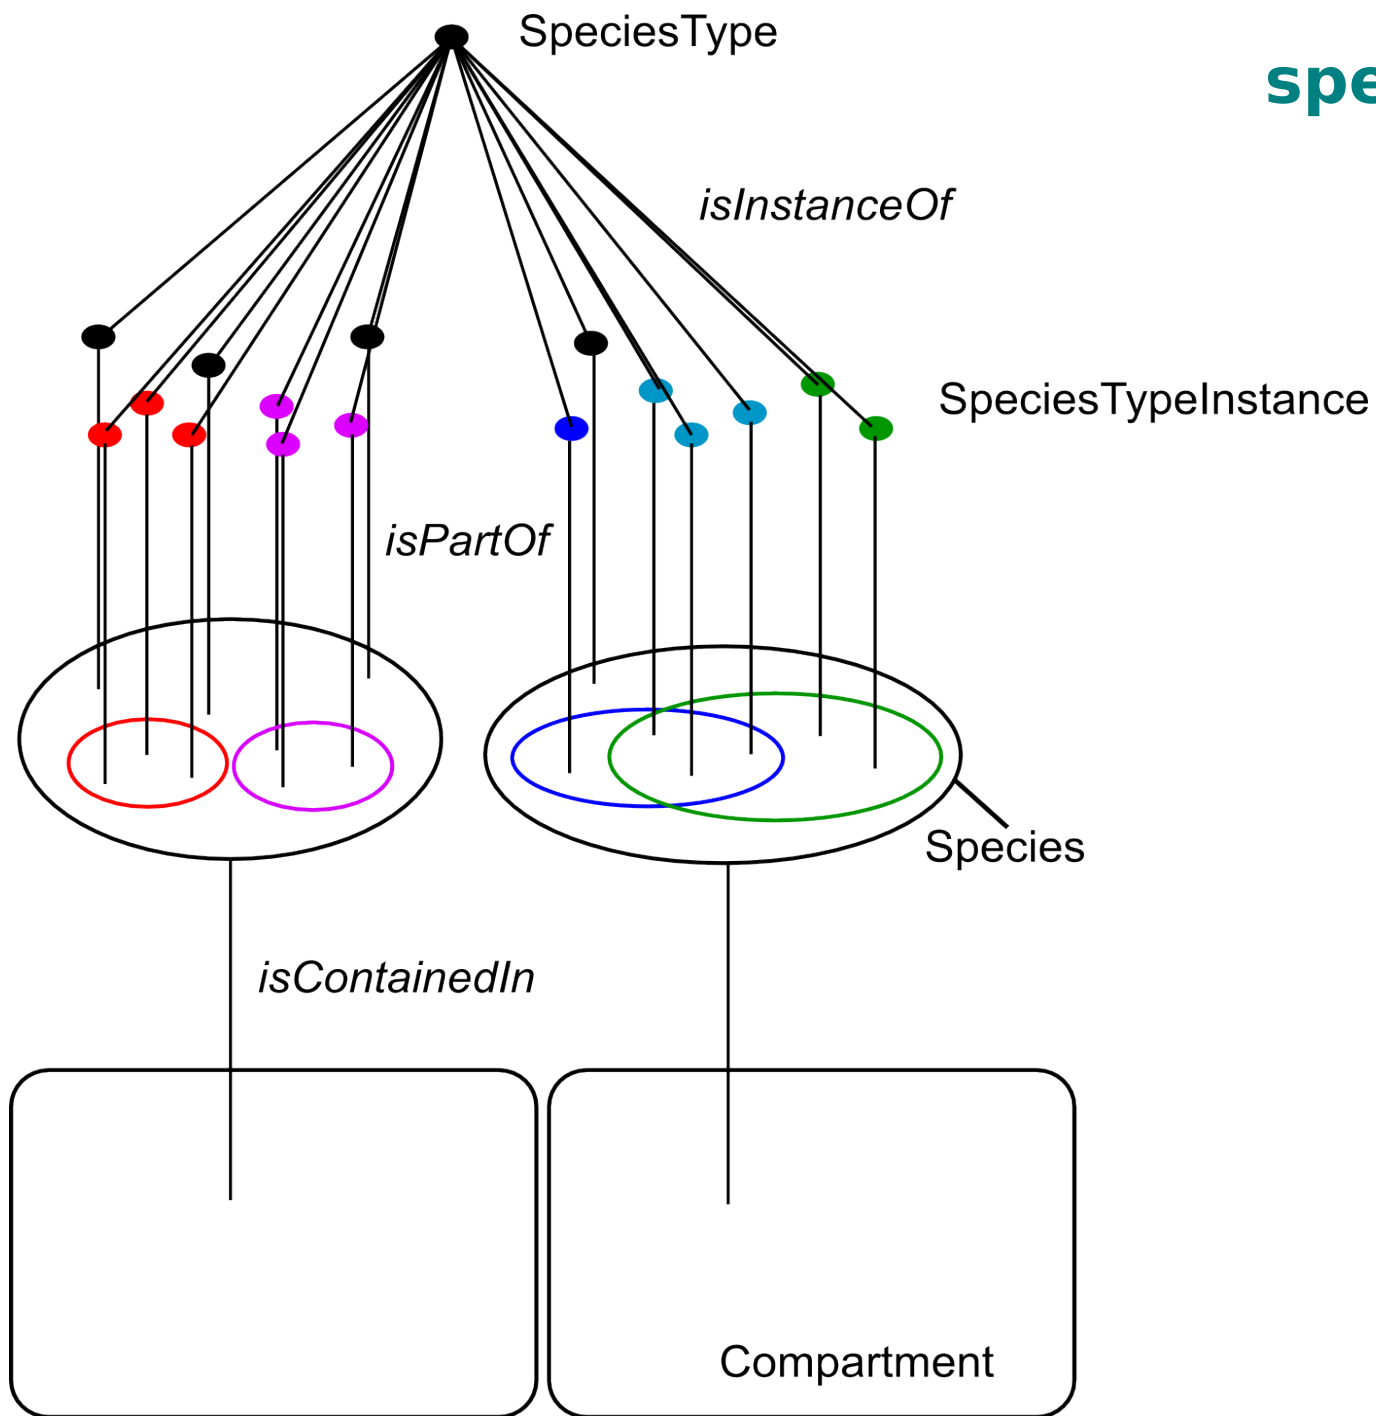 SpeciesType
spe
isInstanceOf
SpeciesTypeInstance
isPartOf
Species
isContainedIn
Compartment